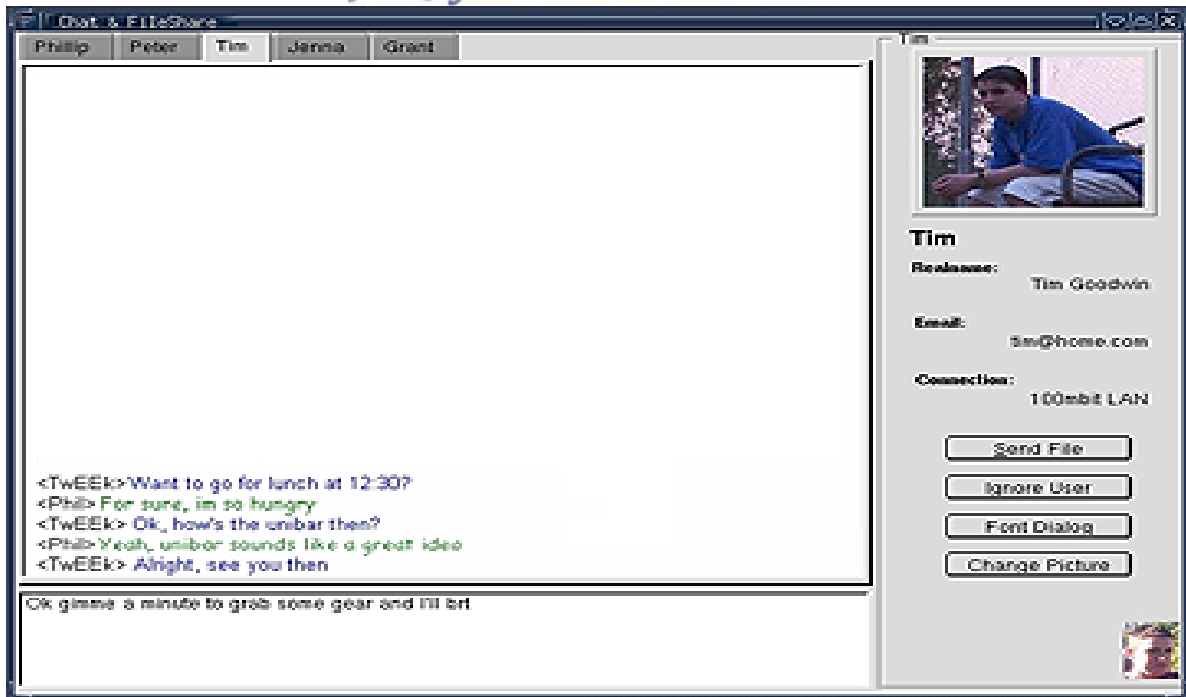 Chat & FileShare
Phillip Peter Tim Jenna Grant
Tim
Tim
Realname:
Tim Goodwin
Email:
tim@home.com
Connection:
100mbit LAN
Send File
Ignore User
Font Dialog
Change Picture
<TwEEk> Want to go for lunch at 12:30?
<Phil> For sure, im so hungry
<TwEEk> Ok, how's the unibar then?
<Phil> Yeah, unibar sounds like a great idea
<TwEEk> Alright, see you then
Ok gimme a minute to grab some gear and I'll brt